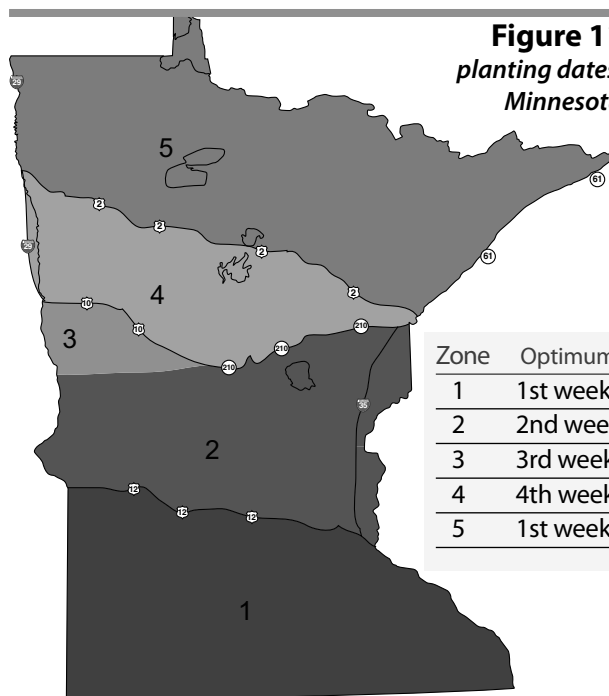 Figure 1
planting dates
Minnesot
29
5
61
2
2
29
2
61
4
2
10
10
210
3
210
210
Zone Optimum
1 1st week
2 2nd wee
3 3rd week
4 4th week
5 1st week
35
2
12
12
12
1